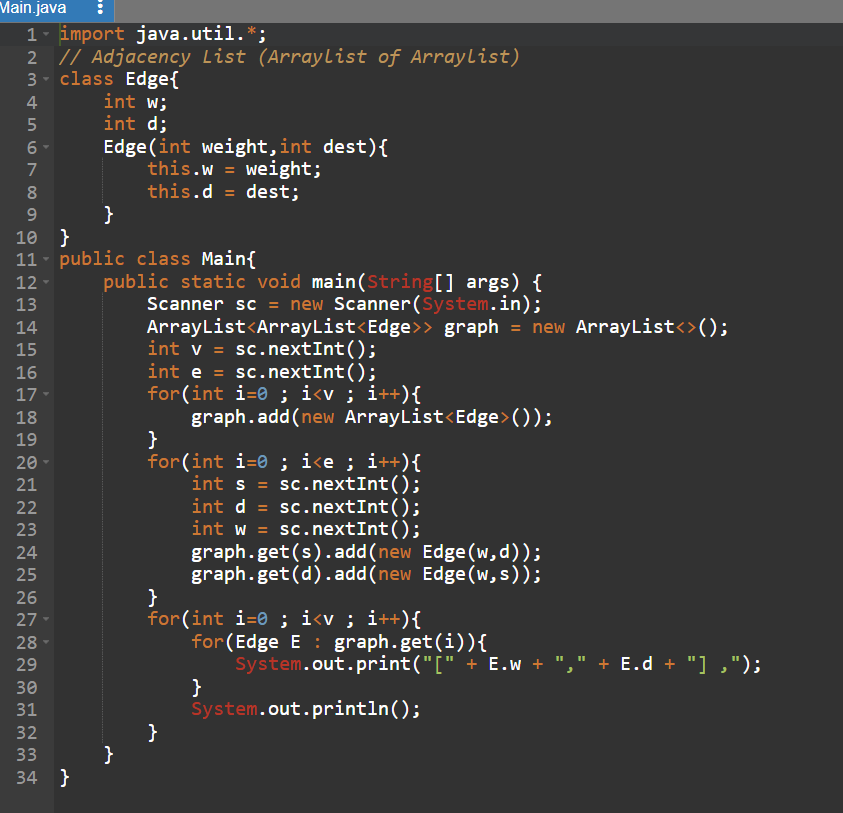 Main.java
1 import java.util.*;
2 // Adjacency List (Arraylist of Arraylist)
3 class Edge{
4     int w;
5     int d;
6     Edge(int weight,int dest){
7         this.w = weight;
8         this.d = dest;
9     }
10 }
11 public class Main{
12     public static void main(String[] args) {
13         Scanner sc = new Scanner(System.in);
14         ArrayList<ArrayList<Edge>> graph = new ArrayList<>();
15         int v = sc.nextInt();
16         int e = sc.nextInt();
17         for(int i=0 ; i<v ; i++){
18             graph.add(new ArrayList<Edge>());
19         }
20         for(int i=0 ; i<e ; i++){
21             int s = sc.nextInt();
22             int d = sc.nextInt();
23             int w = sc.nextInt();
24             graph.get(s).add(new Edge(w,d));
25             graph.get(d).add(new Edge(w,s));
26         }
27         for(int i=0 ; i<v ; i++){
28             for(Edge E : graph.get(i)){
29                 System.out.print("[" + E.w + "," + E.d + "] ,");
30             }
31             System.out.println();
32         }
33     }
34 }